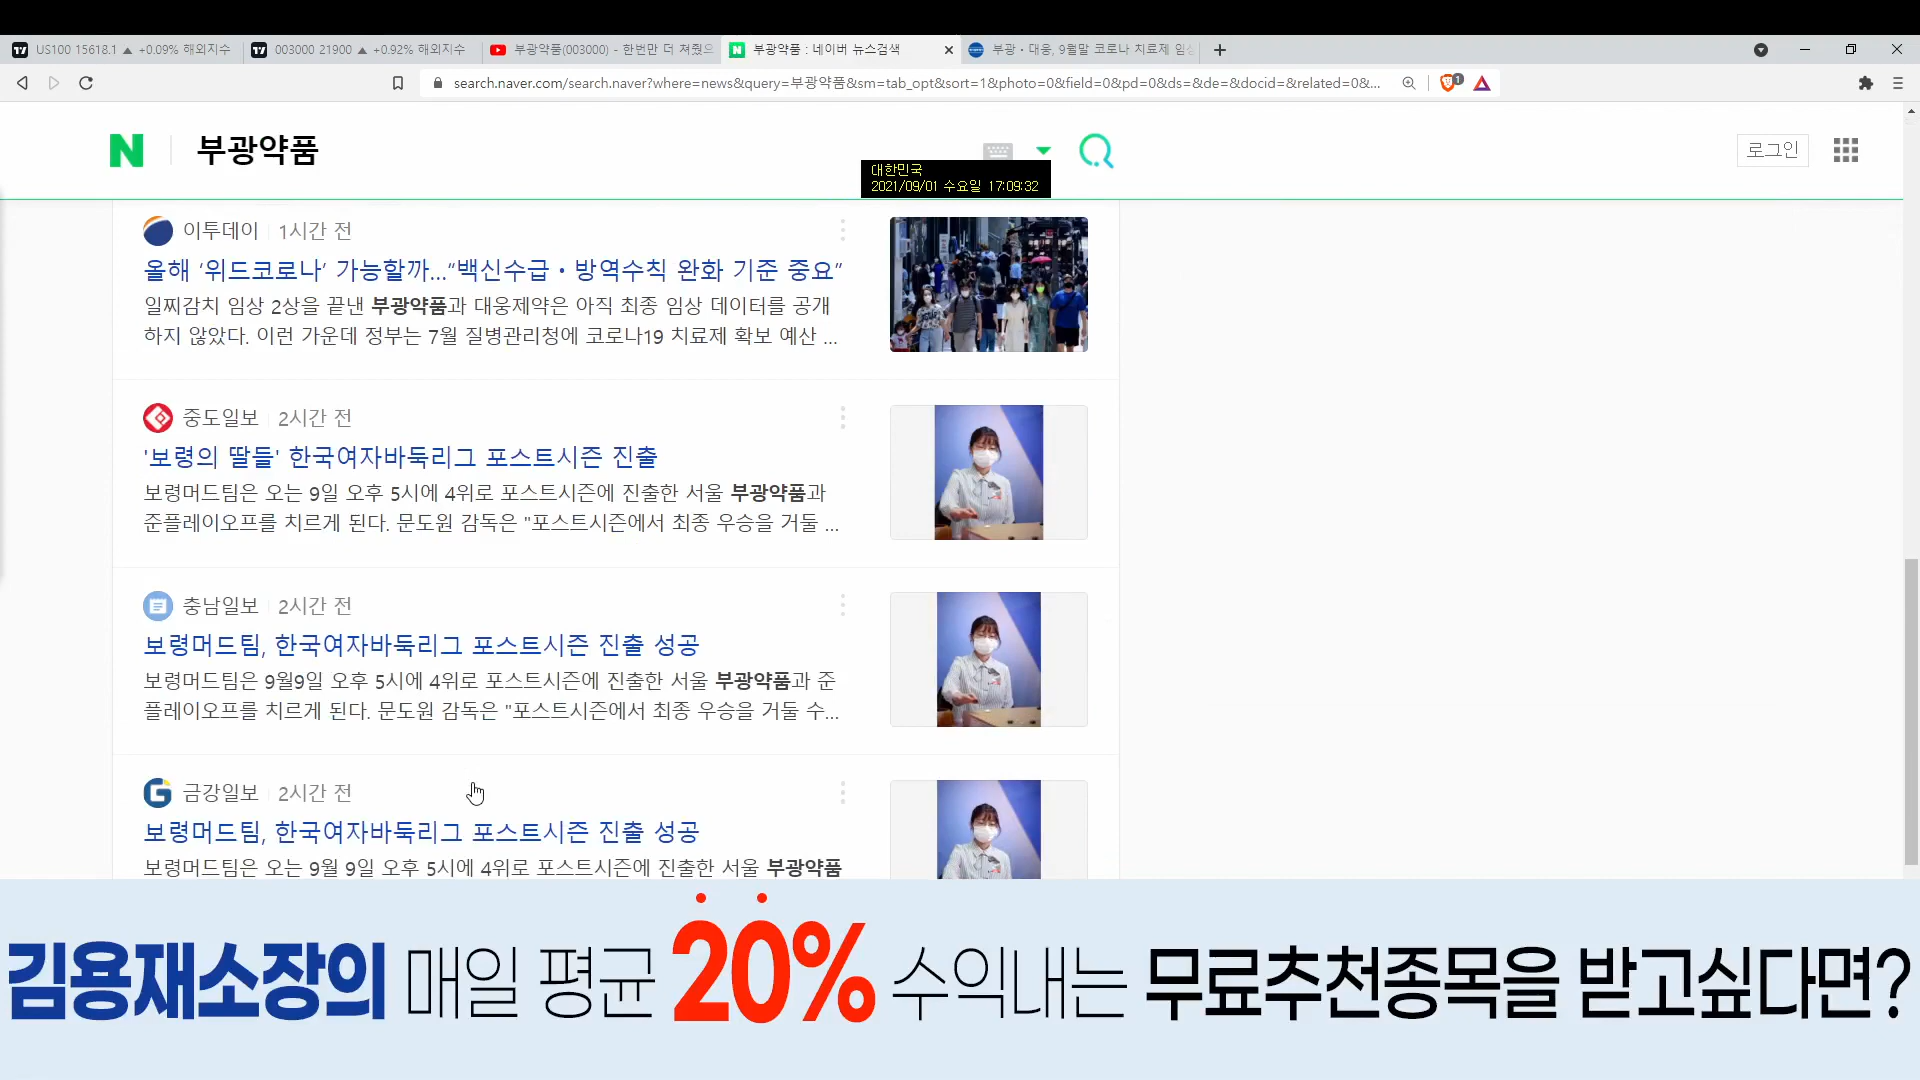 US100 15618.1 ▲ +0.09% 해외지수
003000 21900 ▲ +0.92% 해외지수
부광약품(003000) - 한번만 더 쳐줬으
부광약품 : 네이버 뉴스검색
부광・대웅, 9월말 코로나 치료제 임상
search.naver.com/search.naver?where=news&query=부광약품&sm=tab_opt&sort=1&photo=0&field=0&pd=0&ds=&de=&docid=&related=0&...
1
N
부광약품
로그인
대한민국
2021/09/01 수요일 17:09:32
이투데이 1시간 전
올해 ‘위드코로나’ 가능할까...“백신수급・방역수칙 완화 기준 중요”
일찌감치 임상 2상을 끝낸 부광약품과 대웅제약은 아직 최종 임상 데이터를 공개
하지 않았다. 이런 가운데 정부는 7월 질병관리청에 코로나19 치료제 확보 예산 ...
중도일보 2시간 전
'보령의 딸들' 한국여자바둑리그 포스트시즌 진출
보령머드팀은 오는 9일 오후 5시에 4위로 포스트시즌에 진출한 서울 부광약품과
준플레이오프를 치르게 된다. 문도원 감독은 "포스트시즌에서 최종 우승을 거둘 ...
충남일보 2시간 전
보령머드팀, 한국여자바둑리그 포스트시즌 진출 성공
보령머드팀은 9월9일 오후 5시에 4위로 포스트시즌에 진출한 서울 부광약품과 준
플레이오프를 치르게 된다. 문도원 감독은 "포스트시즌에서 최종 우승을 거둘 수...
금강일보 2시간 전
보령머드팀, 한국여자바둑리그 포스트시즌 진출 성공
보령머드팀은 오는 9월 9일 오후 5시에 4위로 포스트시즌에 진출한 서울 부광약품
김용재소장의 매일 평균 20% 수익내는 무료추천종목을 받고싶다면?